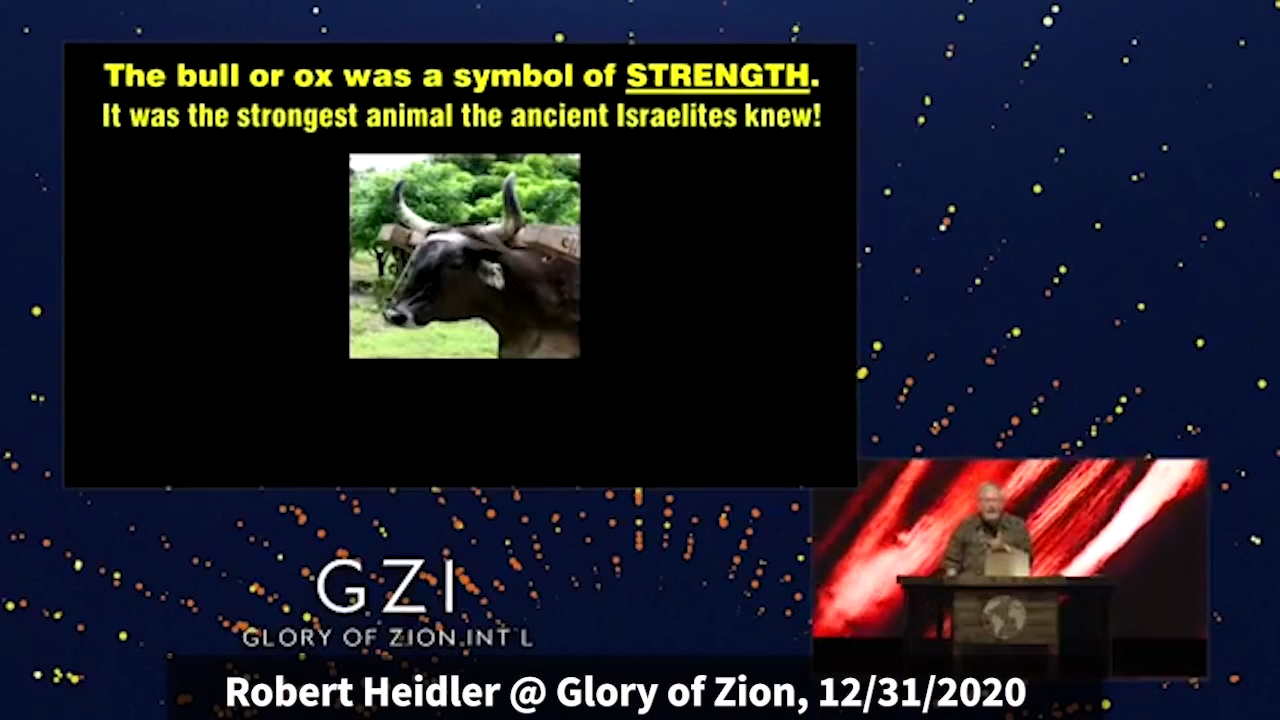 The bull or ox was a symbol of STRENGTH.
It was the strongest animal the ancient Israelites knew!
GZI
GLORY OF ZION INT'L
Robert Heidler @ Glory of Zion, 12/31/2020